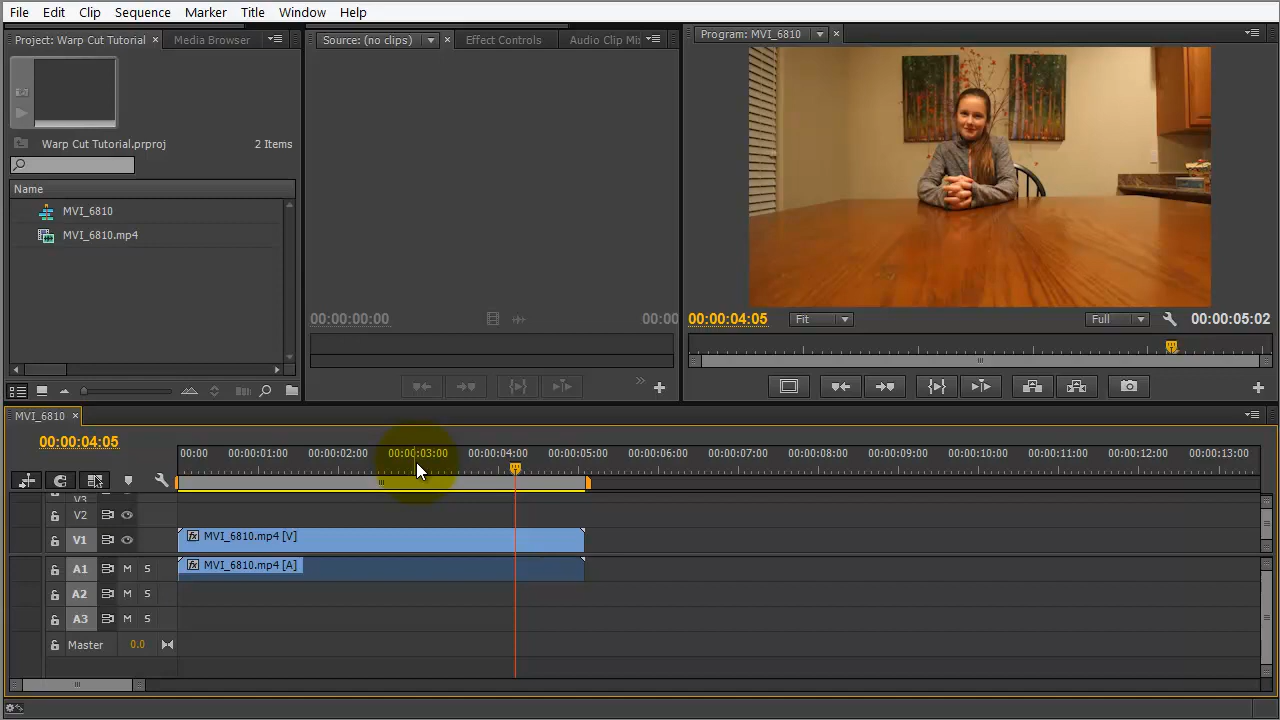 File Edit Clip Sequence Marker Title Window Help
Project: Warp Cut Tutorial × Media Browser
Source: (no clips) × Effect Controls Audio Clip Mix
Program: MVI_6810 ×
Warp Cut Tutorial.prproj 2 Items
Name
MVI_6810
MVI_6810.mp4
00:00:00:00 00:00
00:00:04:05 Fit Full 00:00:05:02
MVI_6810 ×
00:00:04:05
00:00 00:00:01:00 00:00:02:00 00:00:03:00 00:00:04:00 00:00:05:00 00:00:06:00 00:00:07:00 00:00:08:00 00:00:09:00 00:00:10:00 00:00:11:00 00:00:12:00 00:00:13:00
V3
V2
V1 fx MVI_6810.mp4 [V]
A1 M S fx MVI_6810.mp4 [A]
A2 M S
A3 M S
Master 0.0